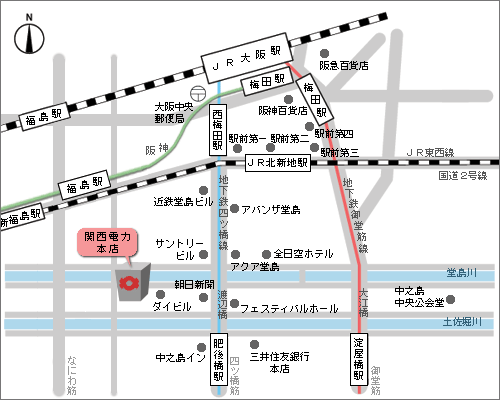 N
JR大阪駅
阪急百貨店
梅田駅
梅田駅
大阪中央
郵便局
福島駅
阪神百貨店
西梅田駅
駅前第四
駅前第一
駅前第二
駅前第三
阪神
JR東西線
JR北新地駅
国道2号線
福島駅
新福島駅
近鉄堂島ビル
アバンザ堂島
地下鉄四ツ橋線
地下鉄御堂筋線
関西電力
本店
サントリー
ビル
全日空ホテル
アクア堂島
堂島川
朝日新聞
ダイビル
渡辺橋
フェスティバルホール
大江橋
中之島
中央公会堂
土佐堀川
中之島イン
肥後橋駅
三井住友銀行
本店
淀屋橋駅
なにわ筋
四ツ橋筋
御堂筋